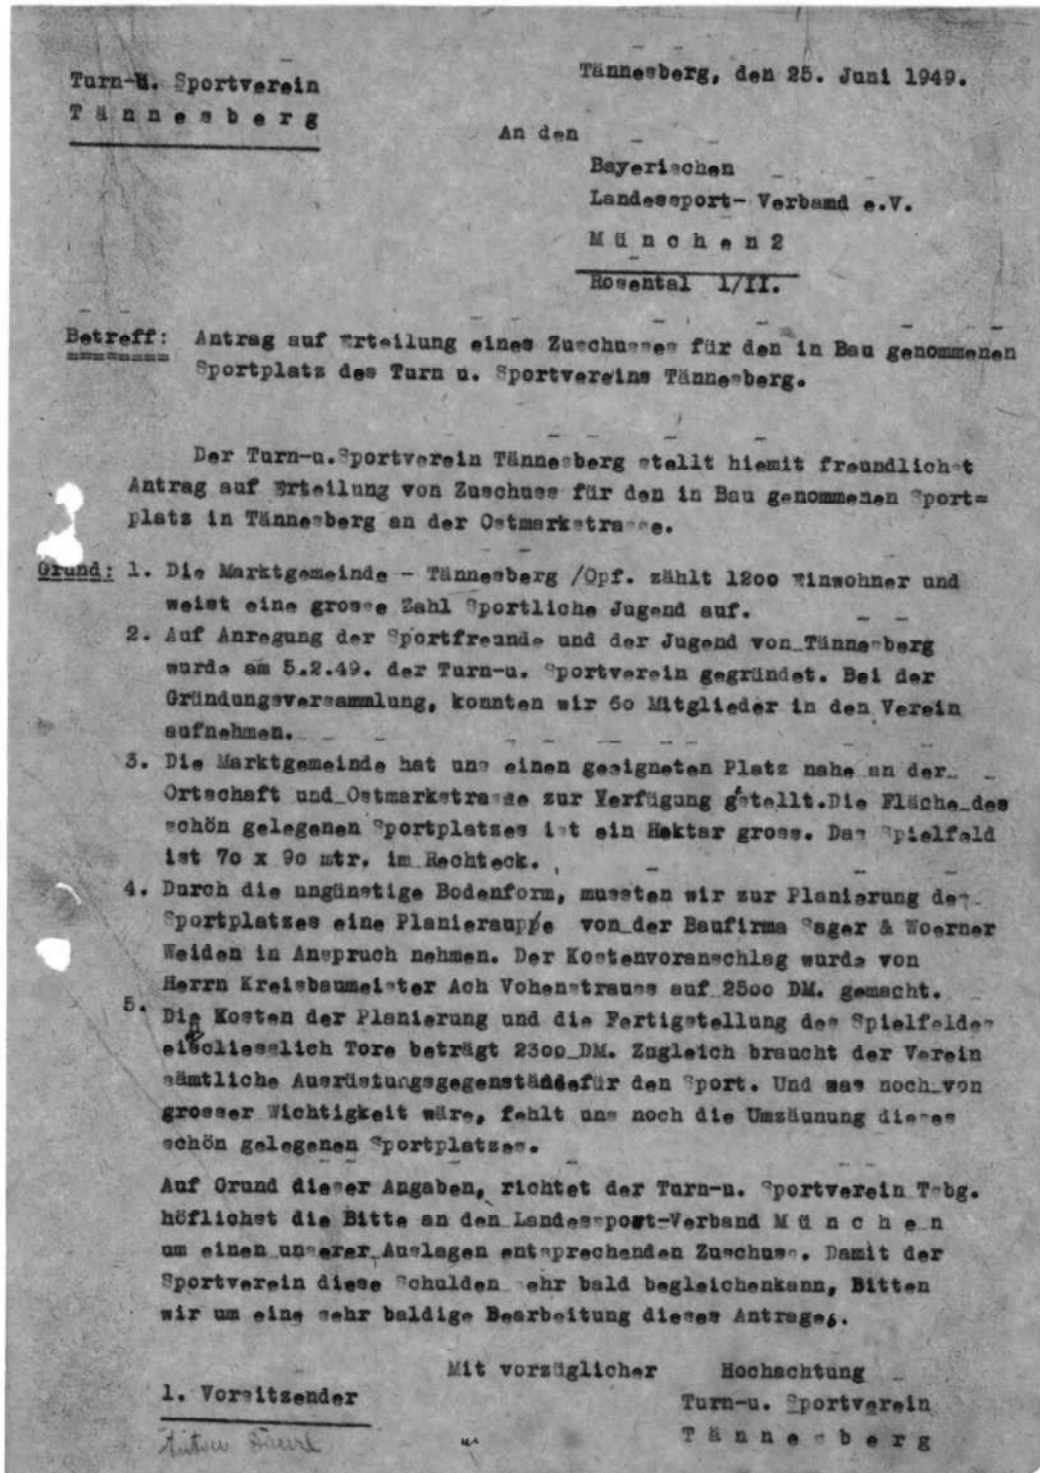 Turn-u. Sportverein
Tännesberg
Tännesberg, den 25. Juni 1949.
An den
Bayerischen
Landessport- Verband e.V.
München 2
Rosental 1/II.
Betreff: Antrag auf Erteilung eines Zuschusses für den in Bau genommenen
Sportplatz des Turn u. Sportvereins Tännesberg.
Der Turn-u.Sportverein Tännesberg stellt hiemit freundlichst
Antrag auf Erteilung von Zuschuss für den in Bau genommenen Sport=
platz in Tännesberg an der Ostmarkstrasse.
Grund: 1. Die Marktgemeinde - Tännesberg /Opf. zählt 1200 Einwohner und
weist eine grosse Zahl Sportliche Jugend auf.
2. Auf Anregung der Sportfreunde und der Jugend von Tännesberg
wurde am 5.2.49. der Turn-u. Sportverein gegründet. Bei der
Gründungsversammlung, konnten wir 60 Mitglieder in den Verein
aufnehmen.
3. Die Marktgemeinde hat uns einen geeigneten Platz nahe an der
Ortschaft und Ostmarkstrasse zur Verfügung gestellt.Die Fläche des
schön gelegenen Sportplatzes ist ein Hektar gross. Das Spielfeld
ist 70 x 90 mtr. im Rechteck.
4. Durch die ungünstige Bodenform, mussten wir zur Planierung des
Sportplatzes eine Planieraupe von der Baufirma Sager & Woerner
Weiden in Anspruch nehmen. Der Kostenvoranschlag wurde von
Herrn Kreisbaumeister Ach Vohenstrauss auf 2500 DM. gemacht.
5. Die Kosten der Planierung und die Fertigstellung des Spielfeldes
eiscliesslich Tore beträgt 2300 DM. Zugleich braucht der Verein
sämtliche Ausrüstungsgegenständefür den Sport. Und was noch von
grosser Wichtigkeit wäre, fehlt uns noch die Umzäunung dieses
schön gelegenen Sportplatzes.
Auf Grund dieser Angaben, richtet der Turn-u. Sportverein Tsbg.
höflichst die Bitte an den Landessport-Verband München
um einen unserer Auslagen entsprechenden Zuschuss. Damit der
Sportverein diese Schulden sehr bald begleichenkann, Bitten
wir um eine sehr baldige Bearbeitung dieses Antrages.
Mit vorzüglicher Hochachtung
1. Vorsitzender
Turn-u. Sportverein
Tännesberg